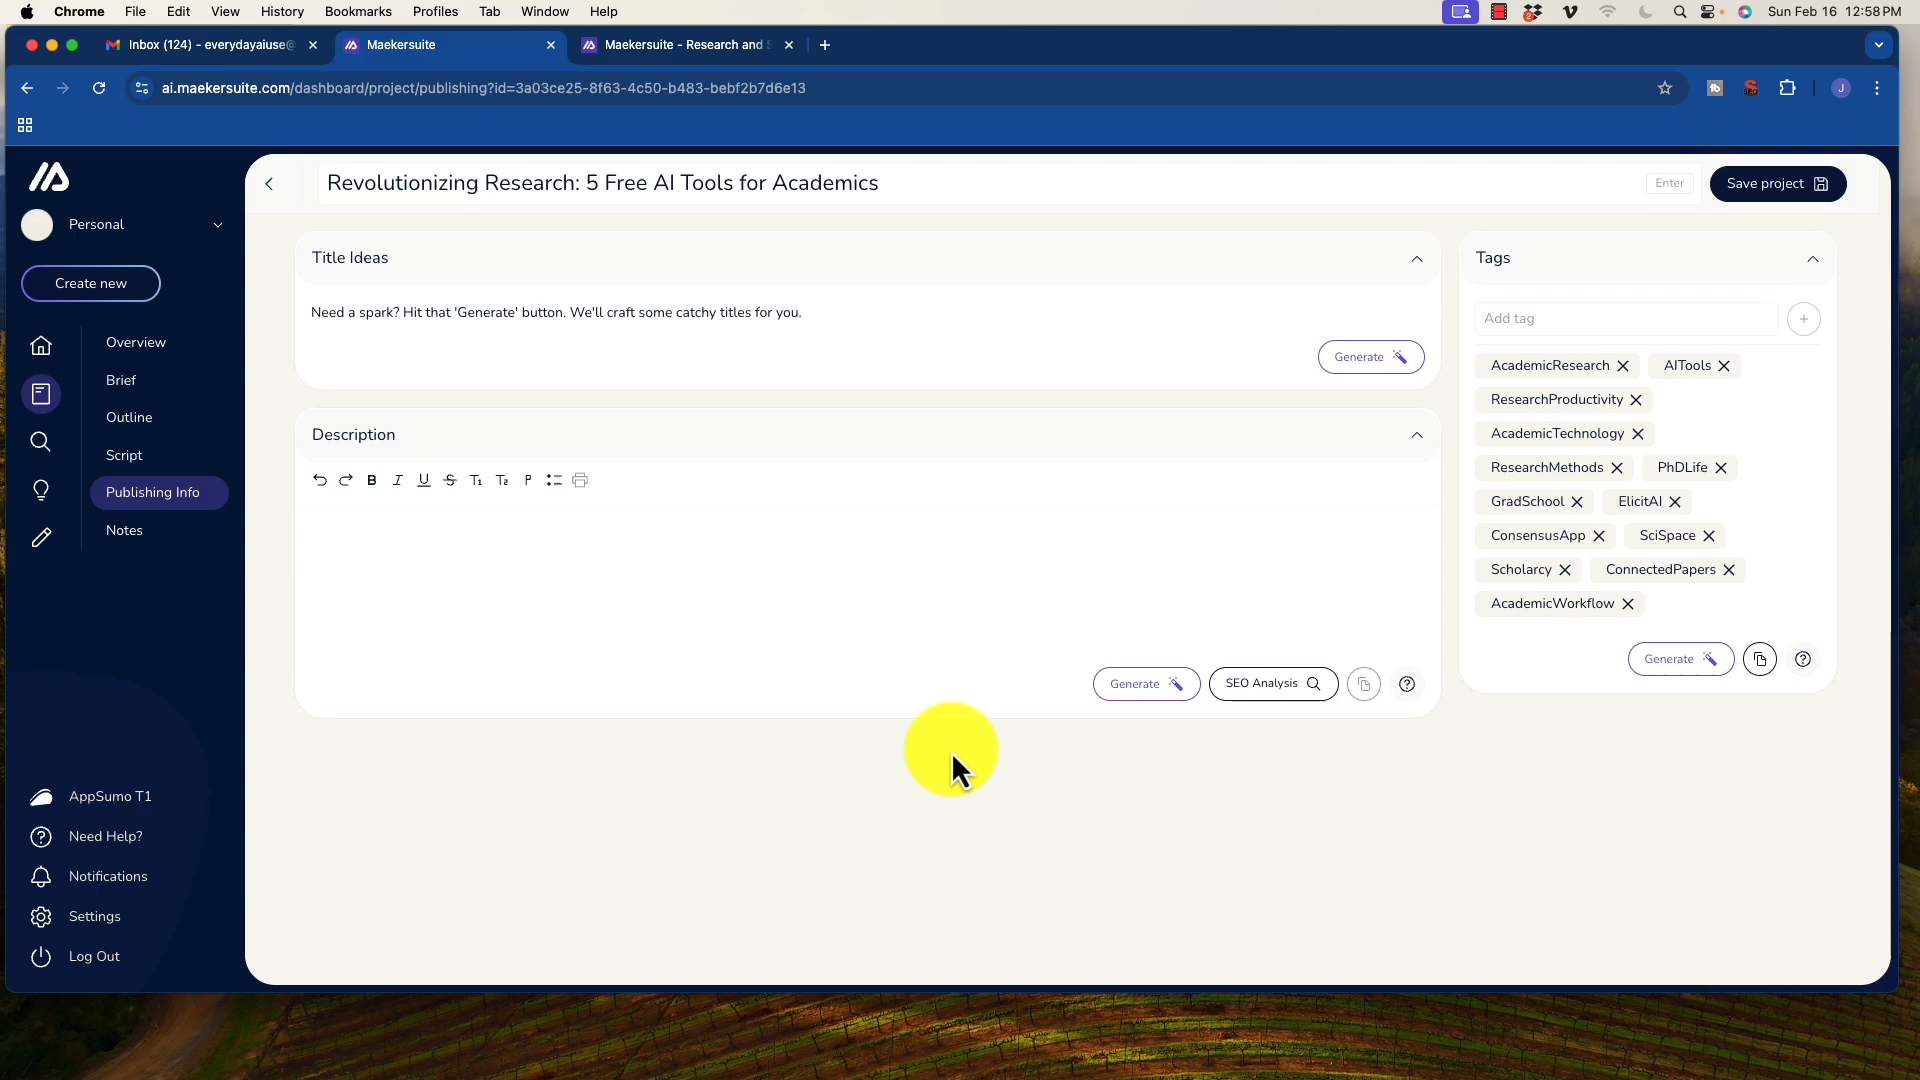 Chrome File Edit View History Bookmarks Profiles Tab Window Help
2
Sun Feb 16 12:58 PM
Inbox (124) - everydayaiuse@
Maekersuite
Maekersuite - Research and S
ai.maekersuite.com/dashboard/project/publishing?id=3a03ce25-8f63-4c50-b483-bebf2b7d6e13
tb
SEO
J
Personal
Create new
Overview
Brief
Outline
Script
Publishing Info
Notes
AppSumo T1
Need Help?
Notifications
Settings
Log Out
Revolutionizing Research: 5 Free AI Tools for Academics
Enter
Save project
Title Ideas
Need a spark? Hit that 'Generate' button. We'll craft some catchy titles for you.
Generate
Description
B I U S T1 T2 P
Generate
SEO Analysis
Tags
Add tag
AcademicResearch
AITools
ResearchProductivity
AcademicTechnology
ResearchMethods
PhDLife
GradSchool
ElicitAI
ConsensusApp
SciSpace
Scholarcy
ConnectedPapers
AcademicWorkflow
Generate